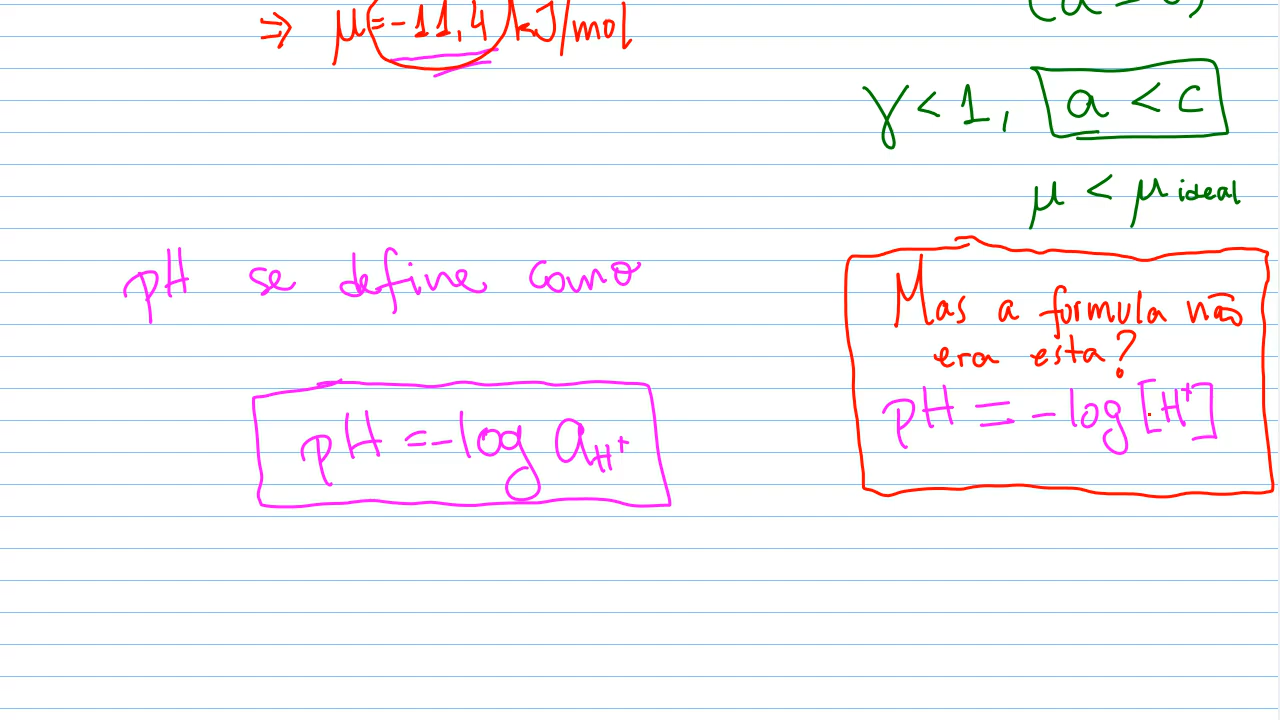 ⇒ μ = -11,4 kJ/mol
γ < 1, a < c
μ < μ ideal
pH se define como
pH = -log a_H⁺
Mas a formula não
era esta?
pH = -log [H⁺]